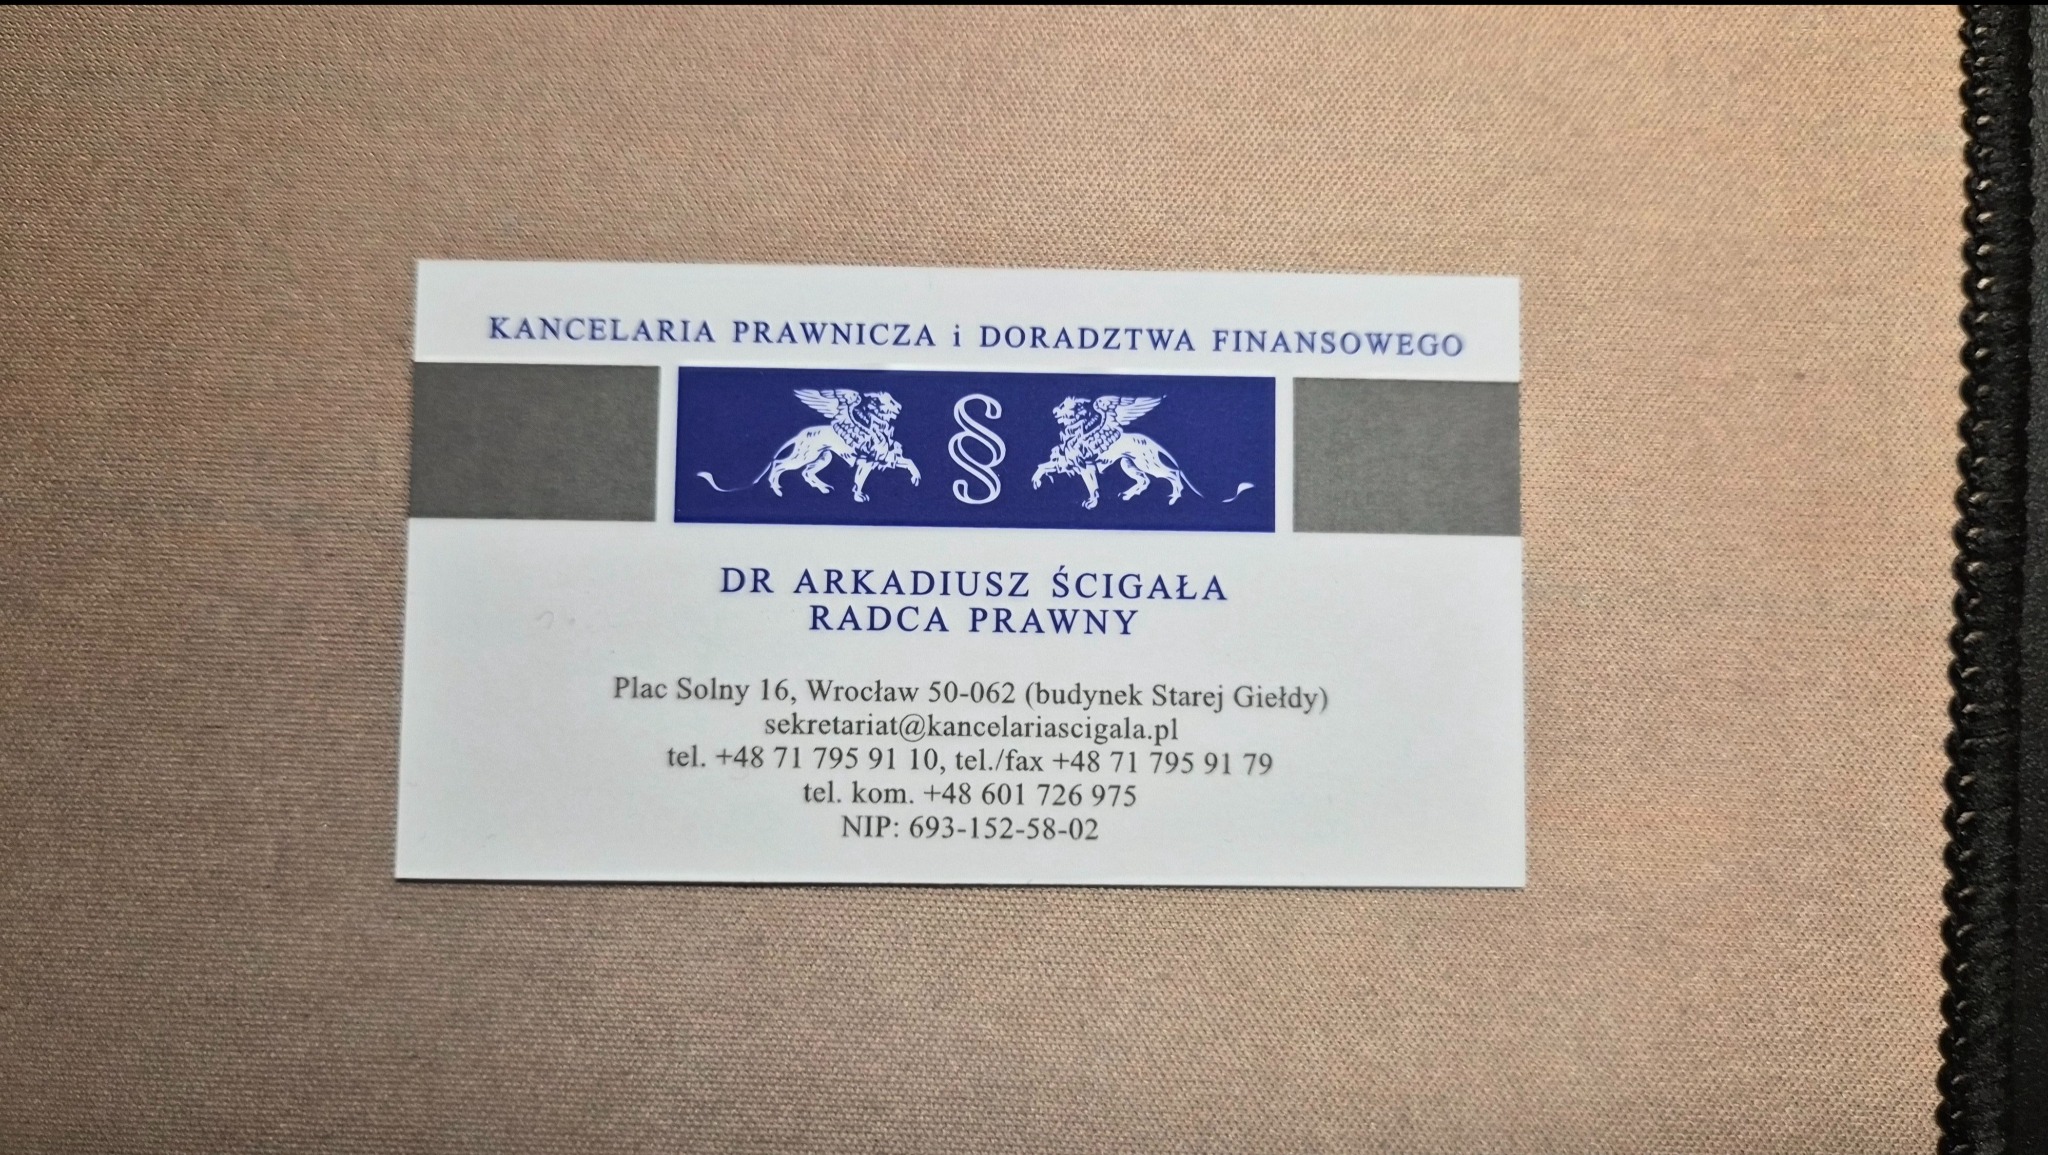 KANCELARIA PRAWNICZA i DORADZTWA FINANSOWEGO
§
DR ARKADIUSZ ŚCIGAŁA
RADCA PRAWNY
Plac Solny 16, Wrocław 50-062 (budynek Starej Giełdy)
sekretariat@kancelariascigala.pl
tel. +48 71 795 91 10, tel./fax +48 71 795 91 79
tel. kom. +48 601 726 975
NIP: 693-152-58-02